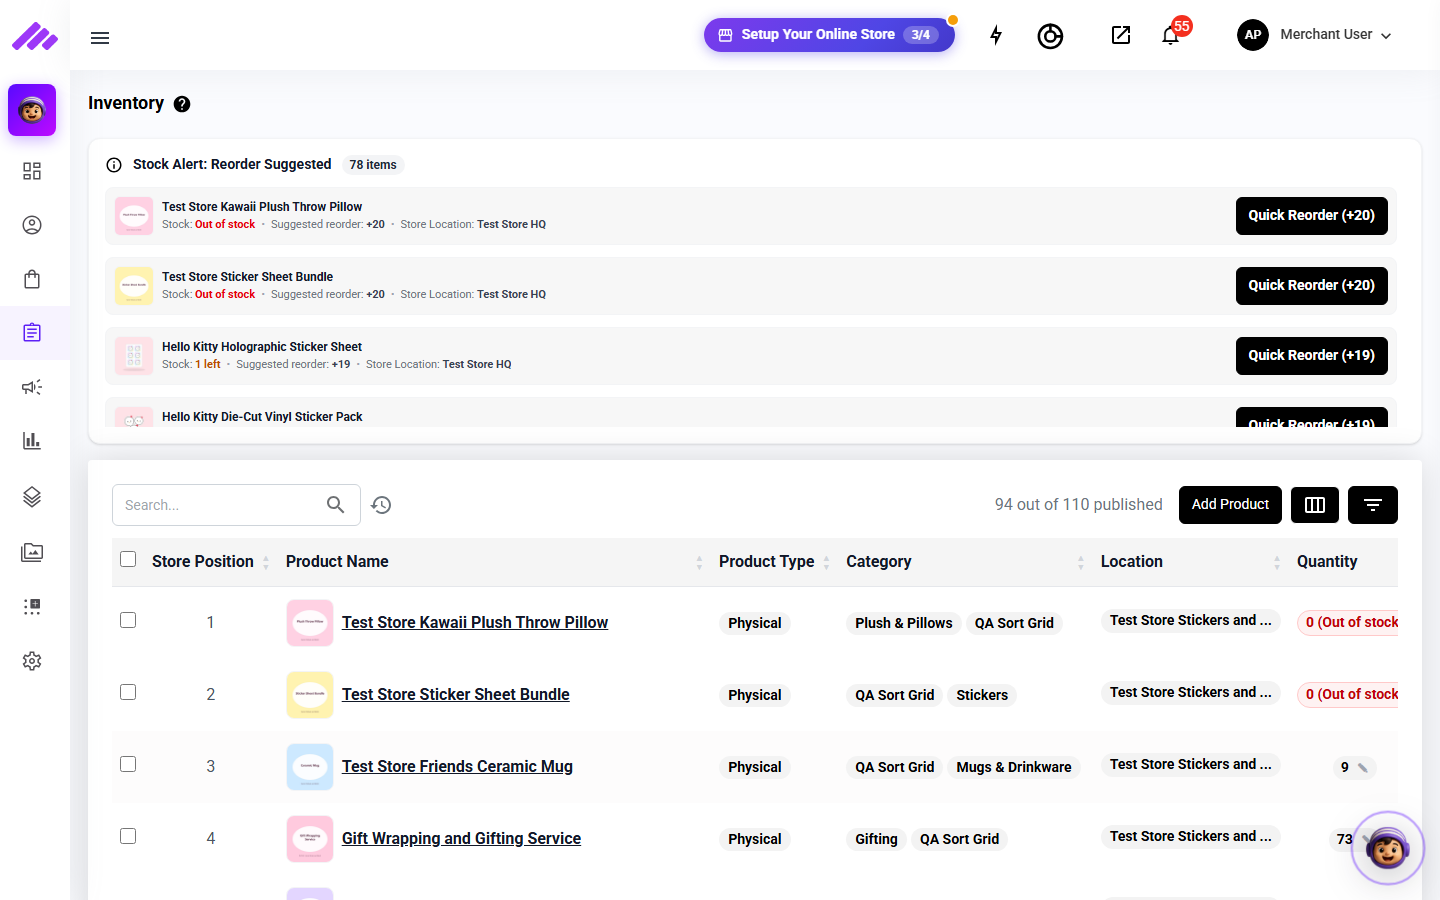 Setup Your Online Store 3/4
55
AP
Merchant User
Inventory
Stock Alert: Reorder Suggested 78 items
Test Store Kawaii Plush Throw Pillow
Stock: Out of stock • Suggested reorder: +20 • Store Location: Test Store HQ
Quick Reorder (+20)
Test Store Sticker Sheet Bundle
Stock: Out of stock • Suggested reorder: +20 • Store Location: Test Store HQ
Quick Reorder (+20)
Hello Kitty Holographic Sticker Sheet
Stock: 1 left • Suggested reorder: +19 • Store Location: Test Store HQ
Quick Reorder (+19)
Hello Kitty Die-Cut Vinyl Sticker Pack
Quick Reorder (+19)
Search...
94 out of 110 published
Add Product
Store Position Product Name Product Type Category Location Quantity
1 Test Store Kawaii Plush Throw Pillow Physical Plush & Pillows QA Sort Grid Test Store Stickers and ... 0 (Out of stock
2 Test Store Sticker Sheet Bundle Physical QA Sort Grid Stickers Test Store Stickers and ... 0 (Out of stock
3 Test Store Friends Ceramic Mug Physical QA Sort Grid Mugs & Drinkware Test Store Stickers and ... 9
4 Gift Wrapping and Gifting Service Physical Gifting QA Sort Grid Test Store Stickers and ... 73